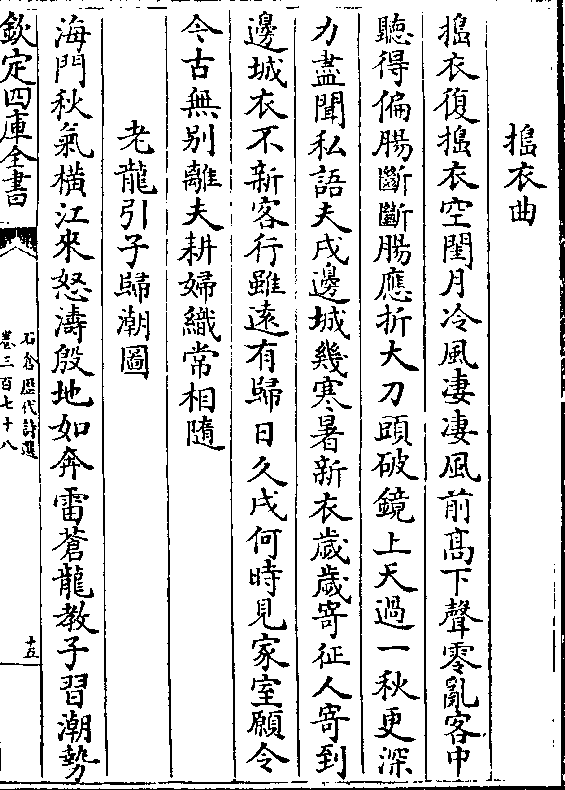 搗衣曲
搗衣復搗衣空閨月冷風凄凄風前髙下聲零亂客中
聽得偏腸斷斷腸應折大刀頭破鏡上天過一秋更深
力盡聞私語夫戍邊城幾寒暑新衣歲歲寄征人寄到
邊城衣不新客行雖逺有歸日久戍何時見家室願令
今古無别離夫耕婦織常相隨
老龍引子歸潮圖
海門秋氣橫江來怒濤殷地如奔雷蒼龍教子習潮勢
欽定四庫全書
石倉歷代詩選
卷三百七十八
十五